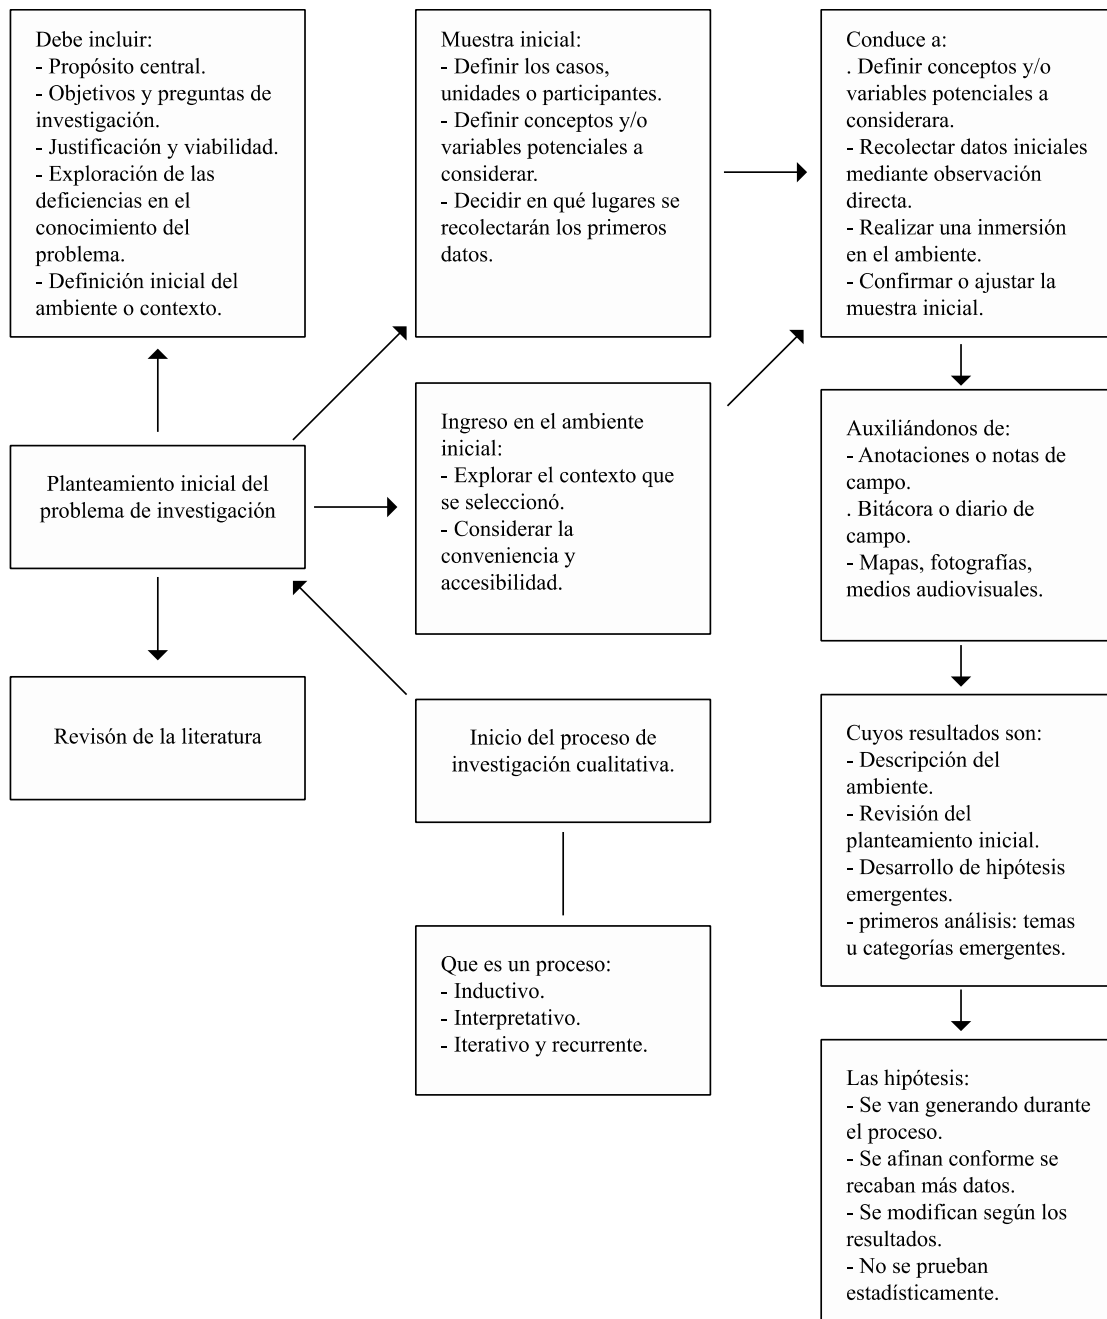 Debe incluir:
- Propósito central.
- Objetivos y preguntas de
investigación.
- Justificación y viabilidad.
- Exploración de las
deficiencias en el
conocimiento del
problema.
- Definición inicial del
ambiente o contexto.
Muestra inicial:
- Definir los casos,
unidades o participantes.
- Definir conceptos y/o
variables potenciales a
considerar.
- Decidir en qué lugares se
recolectarán los primeros
datos.
Conduce a:
. Definir conceptos y/o
variables potenciales a
considerara.
- Recolectar datos iniciales
mediante observación
directa.
- Realizar una inmersión
en el ambiente.
- Confirmar o ajustar la
muestra inicial.
Planteamiento inicial del
problema de investigación
Ingreso en el ambiente
inicial:
- Explorar el contexto que
se seleccionó.
- Considerar la
conveniencia y
accesibilidad.
Auxiliándonos de:
- Anotaciones o notas de
campo.
. Bitácora o diario de
campo.
- Mapas, fotografías,
medios audiovisuales.
Revisón de la literatura
Inicio del proceso de
investigación cualitativa.
Cuyos resultados son:
- Descripción del
ambiente.
- Revisión del
planteamiento inicial.
- Desarrollo de hipótesis
emergentes.
- primeros análisis: temas
u categorías emergentes.
Que es un proceso:
- Inductivo.
- Interpretativo.
- Iterativo y recurrente.
Las hipótesis:
- Se van generando durante
el proceso.
- Se afinan conforme se
recaban más datos.
- Se modifican según los
resultados.
- No se prueban
estadísticamente.